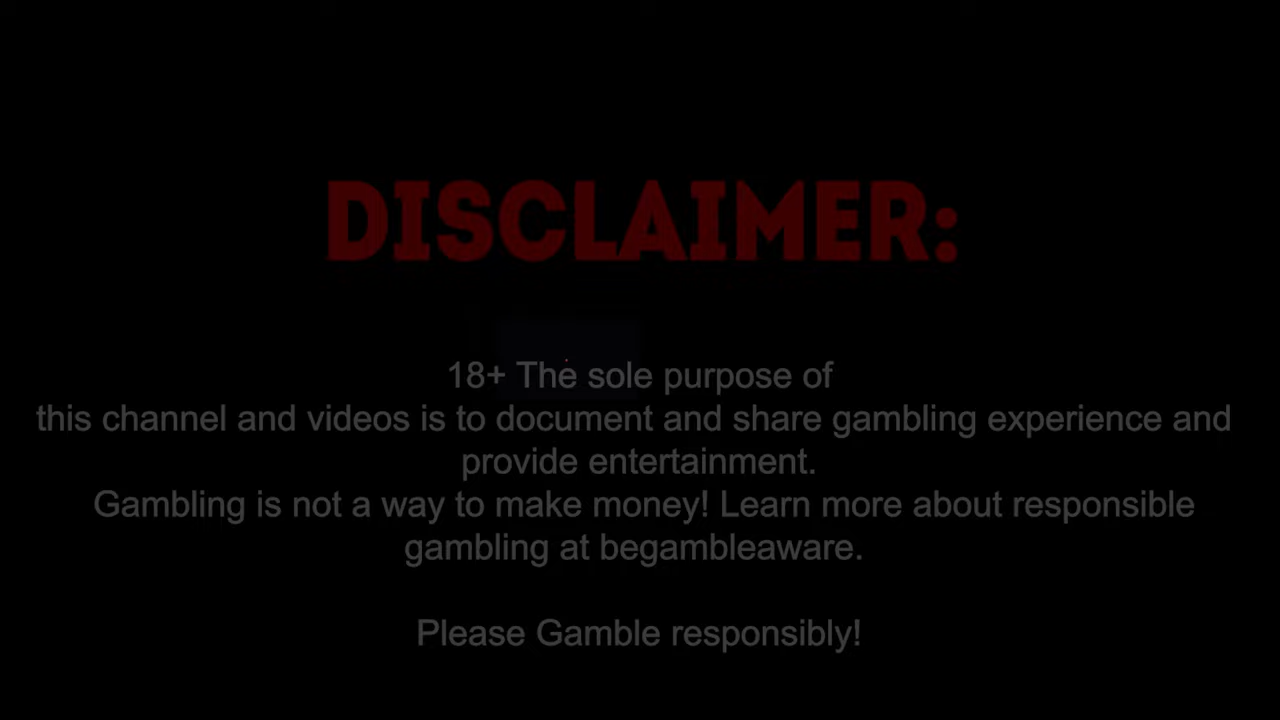 DISCLAIMER:
18+ The sole purpose of
this channel and videos is to document and share gambling experience and
provide entertainment.
Gambling is not a way to make money! Learn more about responsible
gambling at begambleaware.
Please Gamble responsibly!